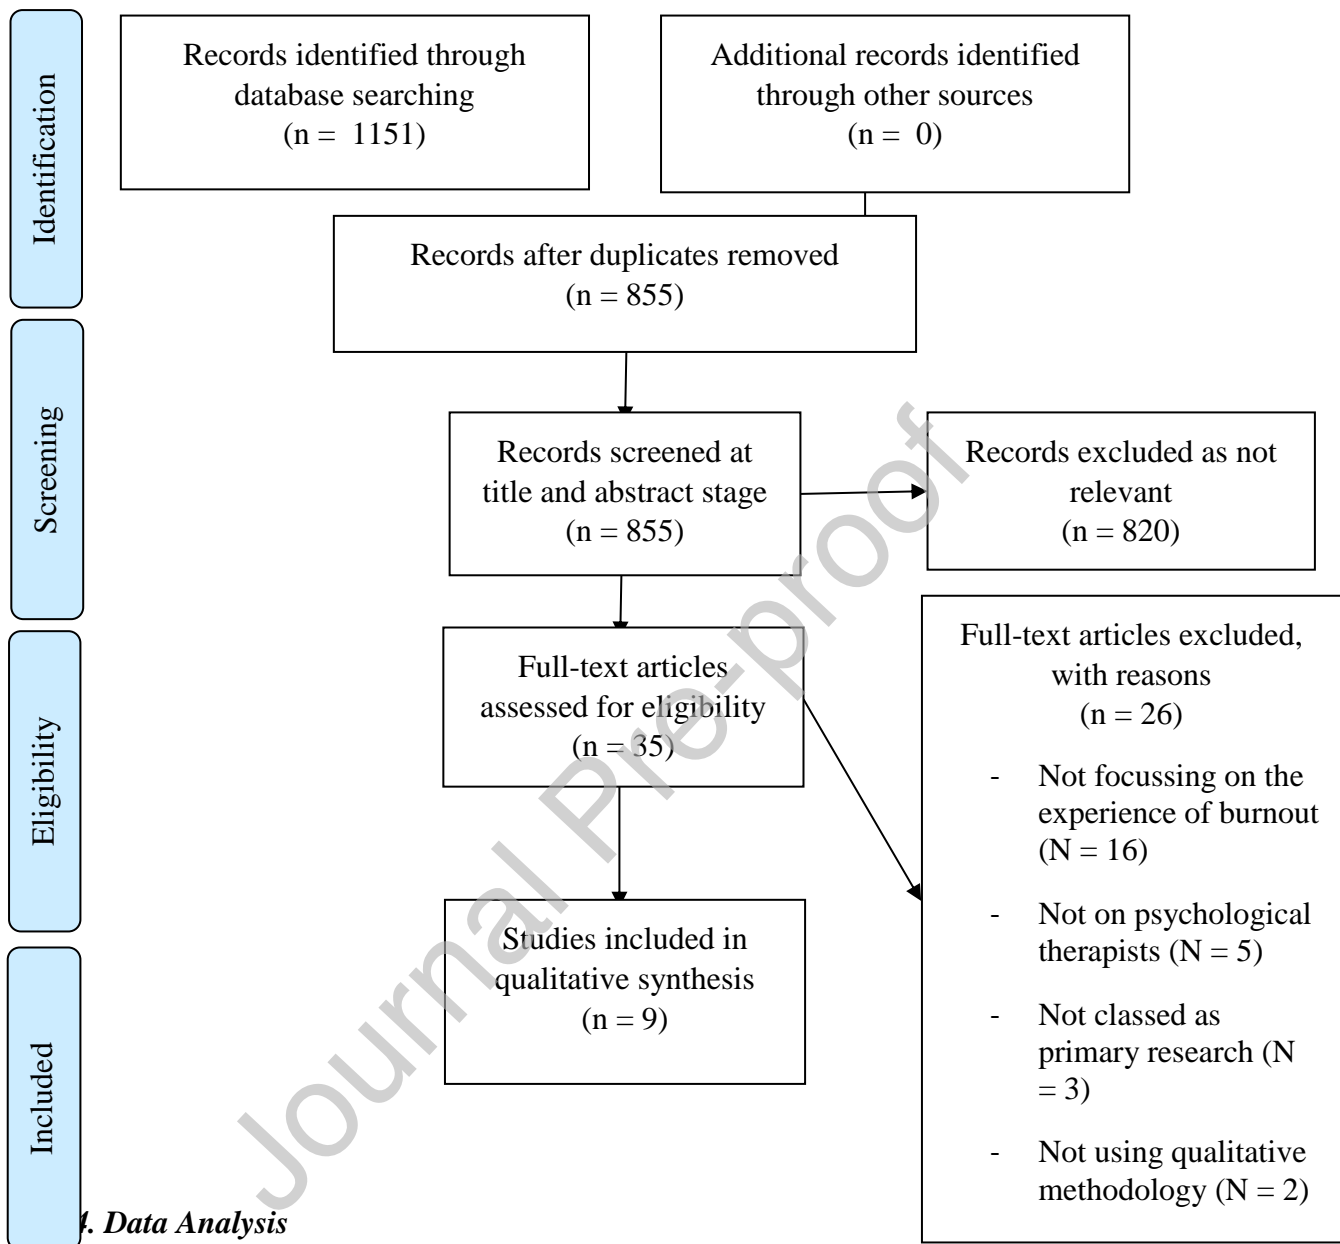 Identification
Records identified through
database searching
(n =  1151)
Additional records identified
through other sources
(n =  0)
Records after duplicates removed
(n = 855)
Screening
Records screened at
title and abstract stage
(n = 855)
Records excluded as not
relevant
(n = 820)
Eligibility
Full-text articles
assessed for eligibility
(n = 35)
Full-text articles excluded,
with reasons
(n = 26)
- Not focussing on the
experience of burnout
(N = 16)
- Not on psychological
therapists (N = 5)
- Not classed as
primary research (N
= 3)
- Not using qualitative
methodology (N = 2)
Included
Studies included in
qualitative synthesis
(n = 9)
Journal Pre-proof
4. Data Analysis